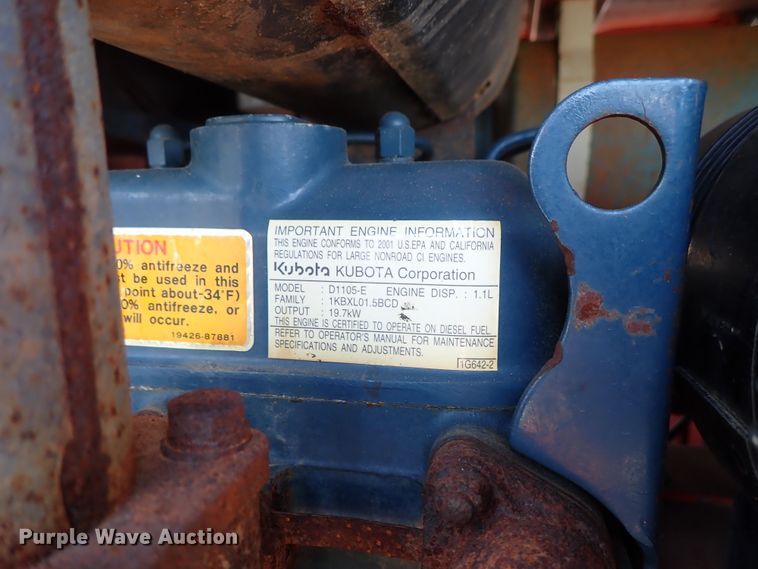 UTION
0% antifreeze and
st be used in this
point about-34°F)
0% antifreeze, or
will occur.
19426-87881
IMPORTANT ENGINE INFORMATION
THIS ENGINE CONFORMS TO 2001 U.S.EPA AND CALIFORNIA
REGULATIONS FOR LARGE NONROAD CI ENGINES.
Kubota KUBOTA Corporation
MODEL : D1105-E ENGINE DISP. : 1.1L
FAMILY : 1KBXL01.5BCD
OUTPUT : 19.7kW
THIS ENGINE IS CERTIFIED TO OPERATE ON DIESEL FUEL
REFER TO OPERATOR'S MANUAL FOR MAINTENANCE
SPECIFICATIONS AND ADJUSTMENTS.
1G642-2
Purple Wave Auction